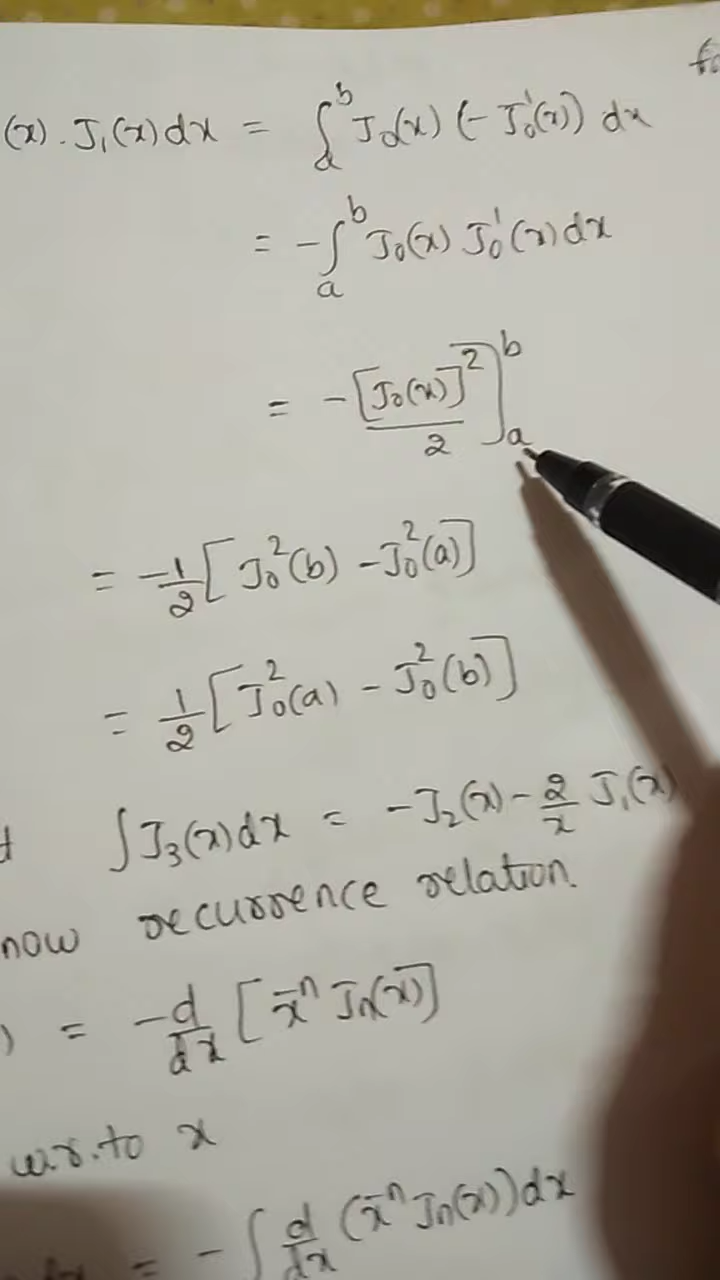 (x) . J₁(x) dx = ∫ₐᵇ J₀(x) (- J₀'(x)) dx
= - ∫ₐᵇ J₀(x) J₀'(x) dx
= - [J₀(x)]² / 2 ]ₐᵇ
= -1/2 [ J₀²(b) - J₀²(a) ]
= 1/2 [ J₀²(a) - J₀²(b) ]
∫ J₃(x) dx = - J₂(x) - 2/x J₁(x)
now recurrence relation.
) = - d/dx [ x⁻ⁿ Jₙ(x) ]
w.r.to x
= - ∫ d/dx (x⁻ⁿ Jₙ(x)) dx